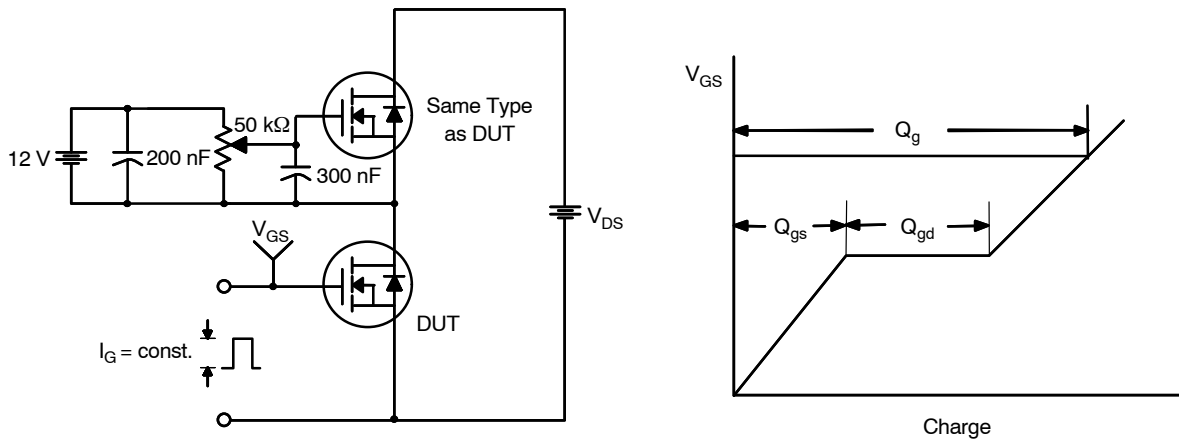 12 V
200 nF
50 kΩ
300 nF
Same Type
as DUT
V_GS
DUT
I_G = const.
V_DS
V_GS
Q_g
Q_gs
Q_gd
Charge